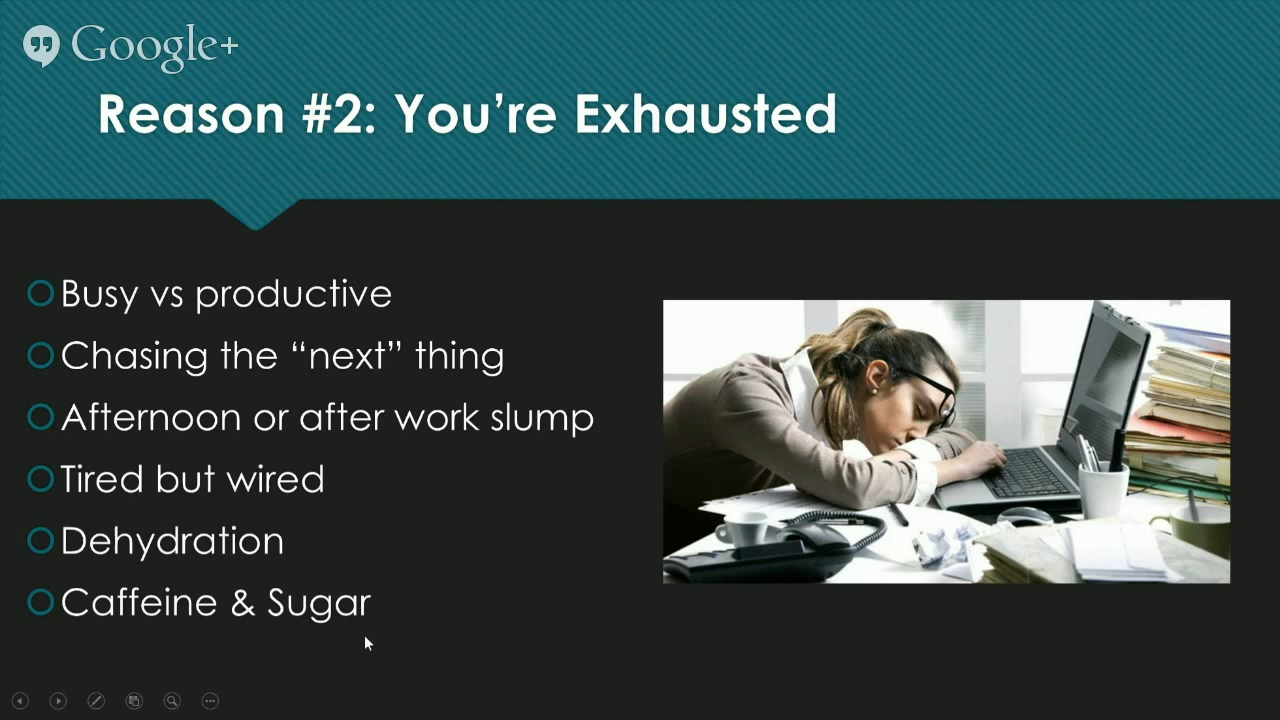 Google+
Reason #2: You’re Exhausted
Busy vs productive
Chasing the “next” thing
Afternoon or after work slump
Tired but wired
Dehydration
Caffeine & Sugar